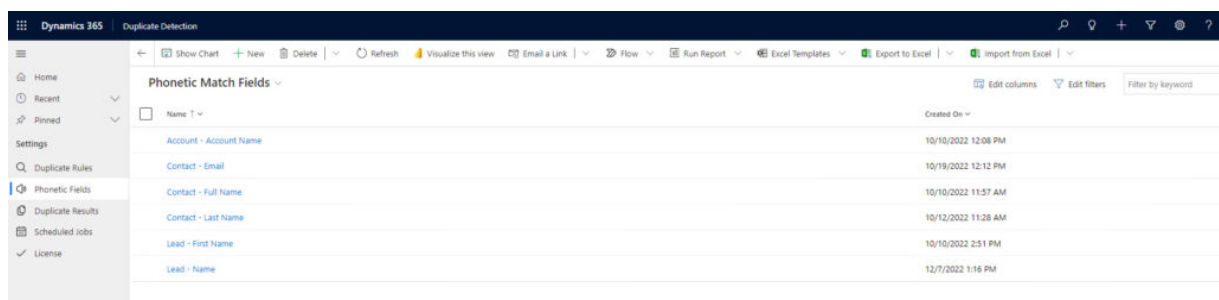 Dynamics 365 Duplicate Detection
Show Chart New Delete Refresh Visualize this view Email a Link Flow Run Report Excel Templates Export to Excel Import from Excel
Home
Recent
Pinned
Settings
Duplicate Rules
Phonetic Fields
Duplicate Results
Scheduled Jobs
License
Phonetic Match Fields
Edit columns Edit filters Filter by keyword
Name Created On
Account - Account Name 10/10/2022 12:08 PM
Contact - Email 10/19/2022 12:12 PM
Contact - Full Name 10/10/2022 11:57 AM
Contact - Last Name 10/12/2022 11:28 AM
Lead - First Name 10/10/2022 2:51 PM
Lead - Name 12/7/2022 1:16 PM